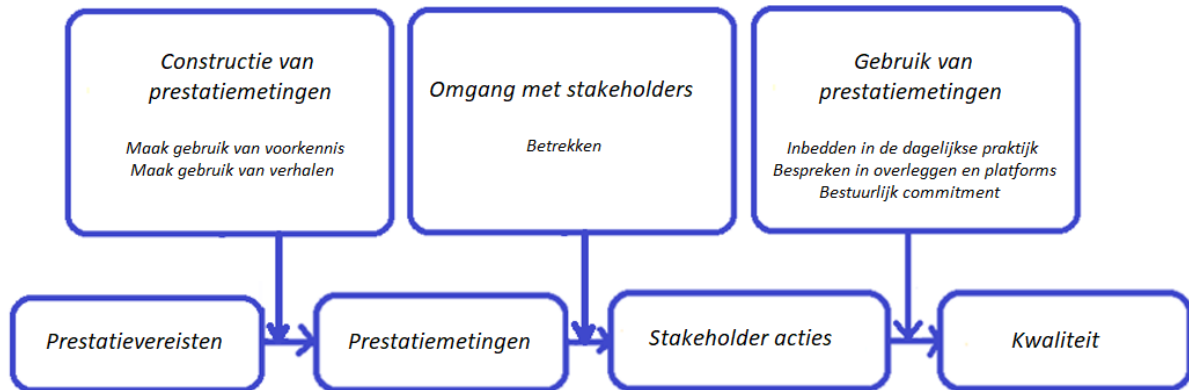 Constructie van
prestatiemetingen
Maak gebruik van voorkennis
Maak gebruik van verhalen
Omgang met stakeholders
Betrekken
Gebruik van
prestatiemetingen
Inbedden in de dagelijkse praktijk
Bespreken in overleggen en platforms
Bestuurlijk commitment
Prestatievereisten
Prestatiemetingen
Stakeholder acties
Kwaliteit